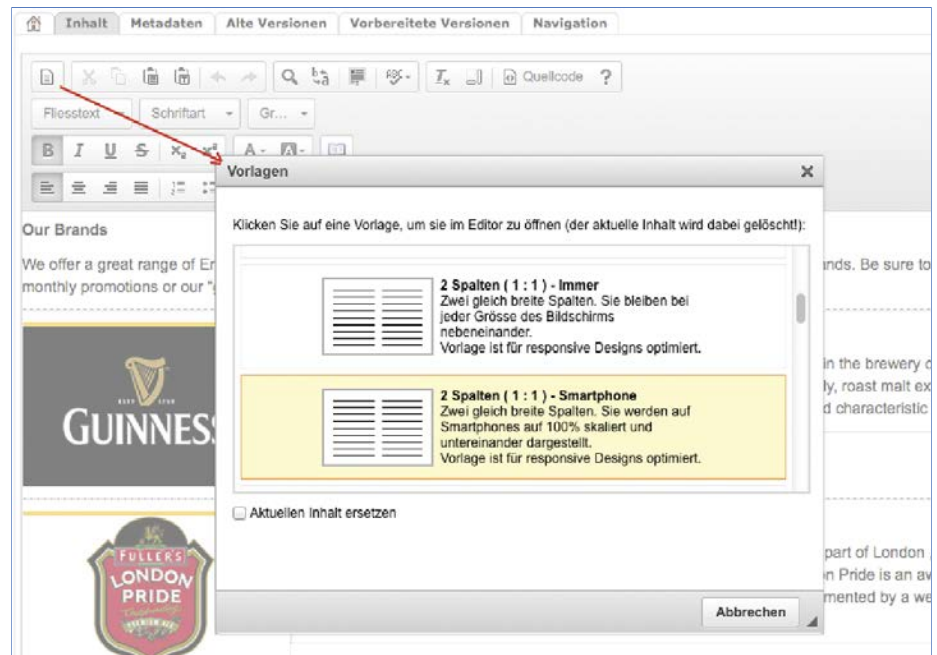 Inhalt Metadaten Alte Versionen Vorbereitete Versionen Navigation
Quellcode ?
Fliesstext Schriftart Gr...
B I U S
Vorlagen
Klicken Sie auf eine Vorlage, um sie im Editor zu öffnen (der aktuelle Inhalt wird dabei gelöscht!):
Our Brands
We offer a great range of
nds. Be sure to
monthly promotions or our
2 Spalten ( 1 : 1 ) - Immer
Zwei gleich breite Spalten. Sie bleiben bei
jeder Grösse des Bildschirms
nebeneinander.
Vorlage ist für responsive Designs optimiert.
2 Spalten ( 1 : 1 ) - Smartphone
Zwei gleich breite Spalten. Sie werden auf
Smartphones auf 100% skaliert und
untereinander dargestellt.
Vorlage ist für responsive Designs optimiert.
in the brewery
ly, roast malt ex
d characteristic
GUINNES
Aktuellen Inhalt ersetzen
FULLER'S
LONDON
PRIDE
part of London
n Pride is an
mented by a we
Abbrechen